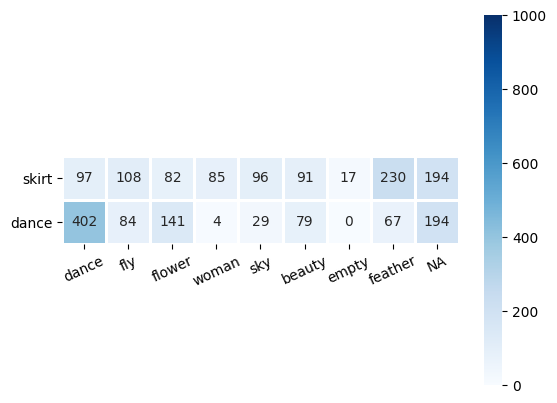 1000
800
600
400
200
0
skirt 97 108 82 85 96 91 17 230 194
dance 402 84 141 4 29 79 0 67 194
dance fly flower woman sky beauty empty feather NA